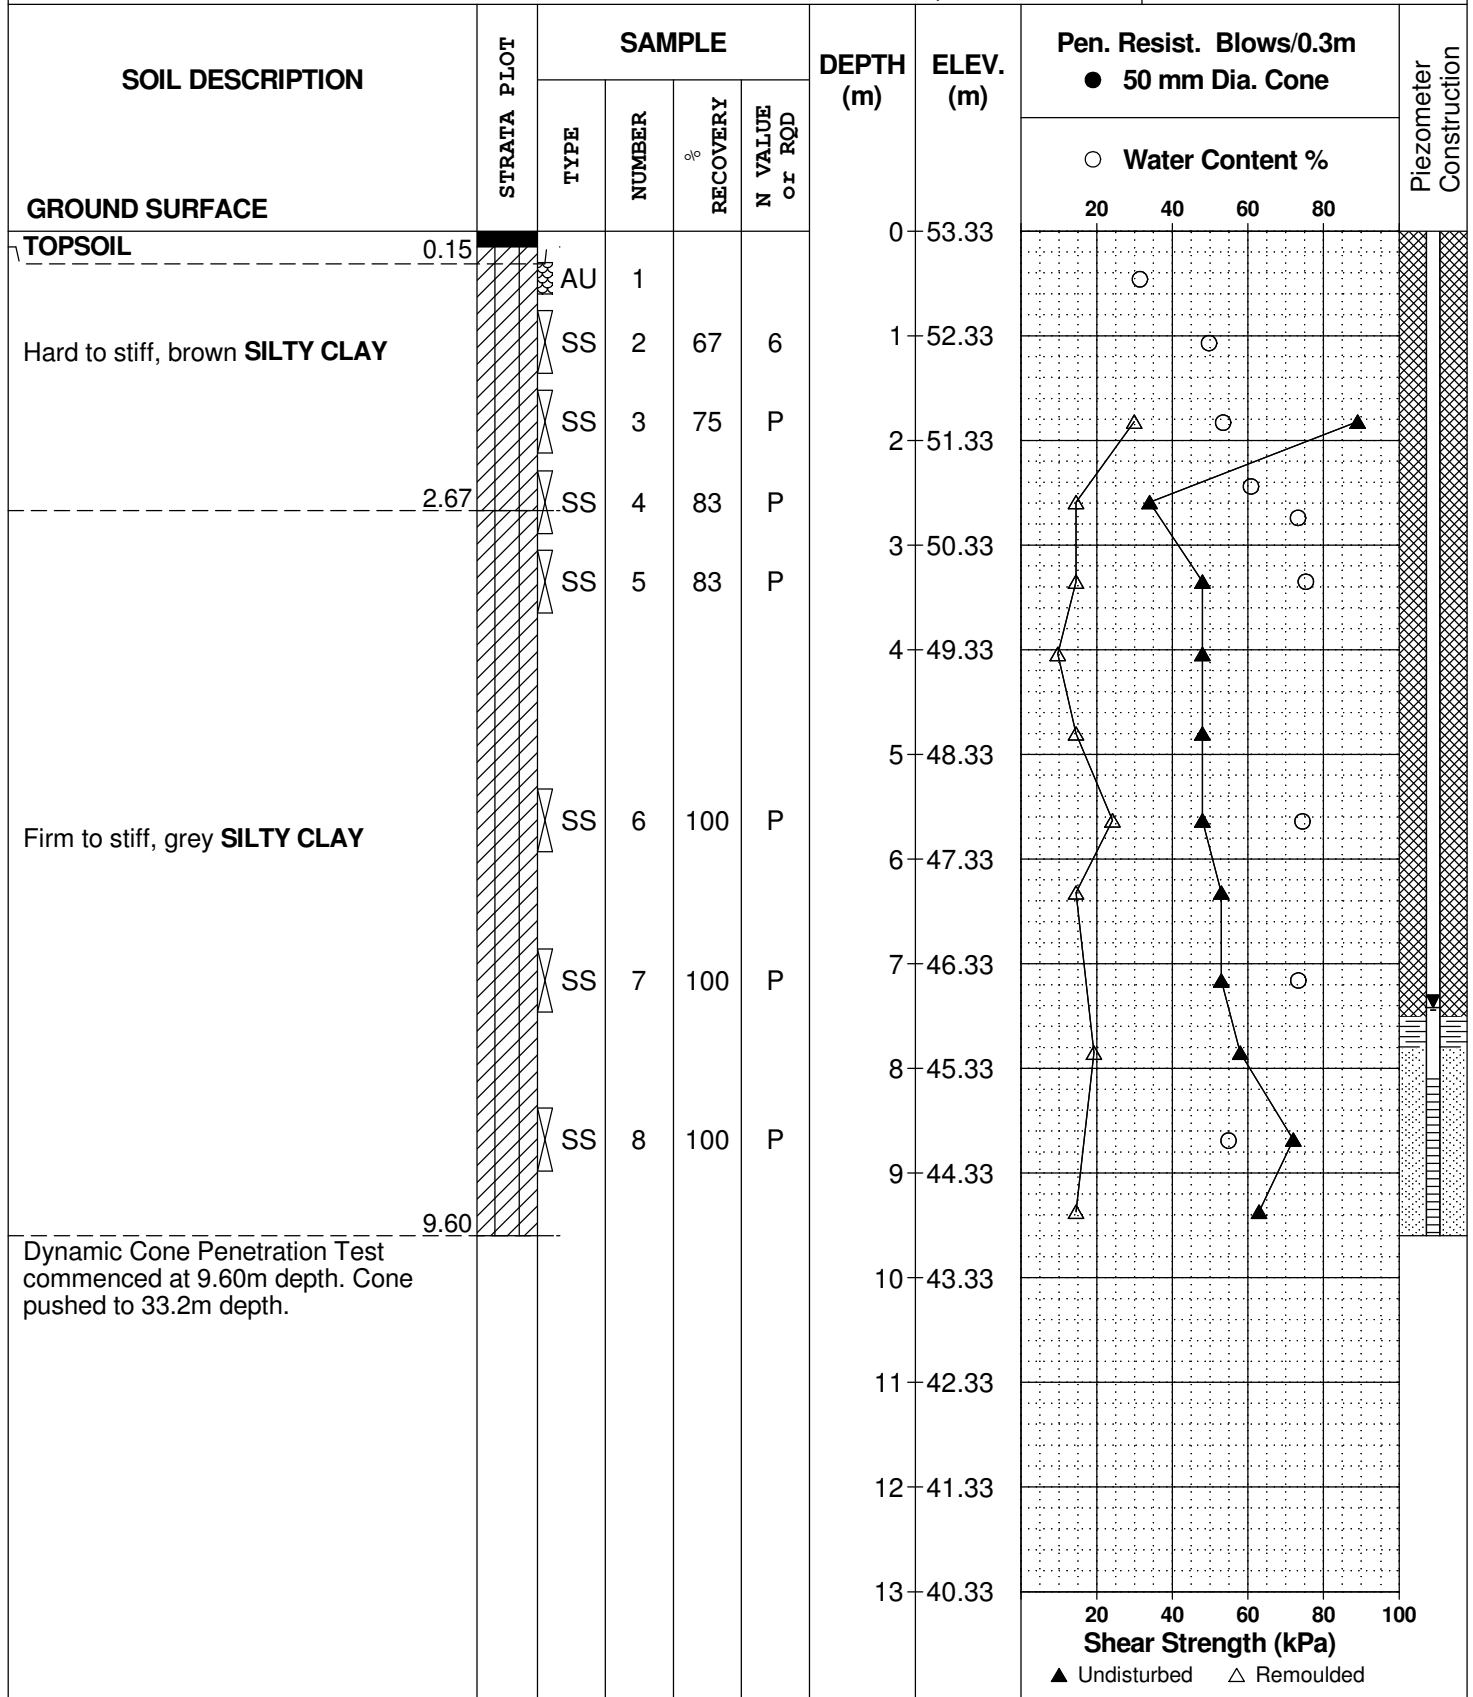 SOIL DESCRIPTION
GROUND SURFACE
STRATA PLOT
SAMPLE
TYPE
NUMBER
% RECOVERY
N VALUE or RQD
DEPTH (m)
ELEV. (m)
Pen. Resist. Blows/0.3m
● 50 mm Dia. Cone
○ Water Content %
20 40 60 80
Piezometer Construction
0 53.33
TOPSOIL 0.15
AU 1
Hard to stiff, brown SILTY CLAY
SS 2 67 6
1 52.33
SS 3 75 P
2 51.33
2.67
SS 4 83 P
3 50.33
SS 5 83 P
4 49.33
5 48.33
Firm to stiff, grey SILTY CLAY
SS 6 100 P
6 47.33
7 46.33
SS 7 100 P
8 45.33
SS 8 100 P
9 44.33
9.60
Dynamic Cone Penetration Test
commenced at 9.60m depth. Cone
pushed to 33.2m depth.
10 43.33
11 42.33
12 41.33
13 40.33
20 40 60 80 100
Shear Strength (kPa)
▲ Undisturbed △ Remoulded